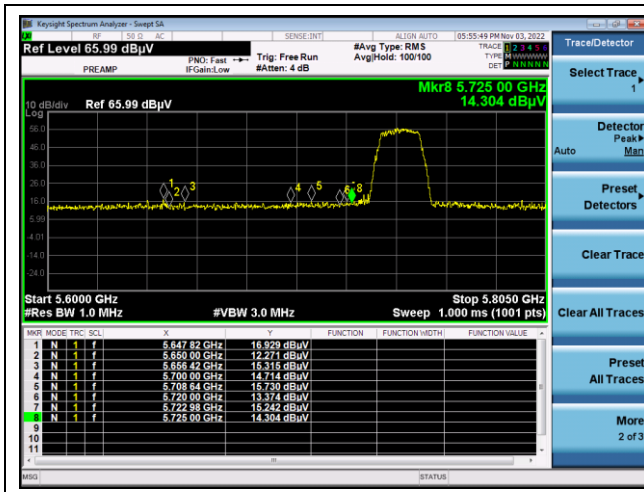 Keysight Spectrum Analyzer - Swept SA
RF 50 Ω AC SENSE:INT ALIGN AUTO 05:55:49 PM Nov 03, 2022
Ref Level 65.99 dBµV #Avg Type: RMS TRACE 1 2 3 4 5 6
PNO: Fast Trig: Free Run Avg|Hold: 100/100 TYPE M W W W W W
PREAMP IFGain:Low #Atten: 4 dB DET P N N N N N
Mkr8 5.725 00 GHz
10 dB/div Ref 65.99 dBµV 14.304 dBµV
Log
56.0
46.0
36.0
26.0
16.0
5.99
-4.01
-14.0
-24.0
1 2 3 4 5 6 8
Start 5.6000 GHz Stop 5.8050 GHz
#Res BW 1.0 MHz #VBW 3.0 MHz Sweep 1.000 ms (1001 pts)
MKR MODE TRC SCL X Y FUNCTION FUNCTION WIDTH FUNCTION VALUE
1 N 1 f 5.647 82 GHz 16.929 dBµV
2 N 1 f 5.650 00 GHz 12.271 dBµV
3 N 1 f 5.656 42 GHz 15.315 dBµV
4 N 1 f 5.700 00 GHz 14.714 dBµV
5 N 1 f 5.708 64 GHz 15.730 dBµV
6 N 1 f 5.720 00 GHz 13.374 dBµV
7 N 1 f 5.722 98 GHz 15.242 dBµV
8 N 1 f 5.725 00 GHz 14.304 dBµV
9
10
11
MSG STATUS
Trace/Detector
Select Trace
1
Detector
Peak
Auto Man
Preset
Detectors
Clear Trace
Clear All Traces
Preset
All Traces
More
2 of 3